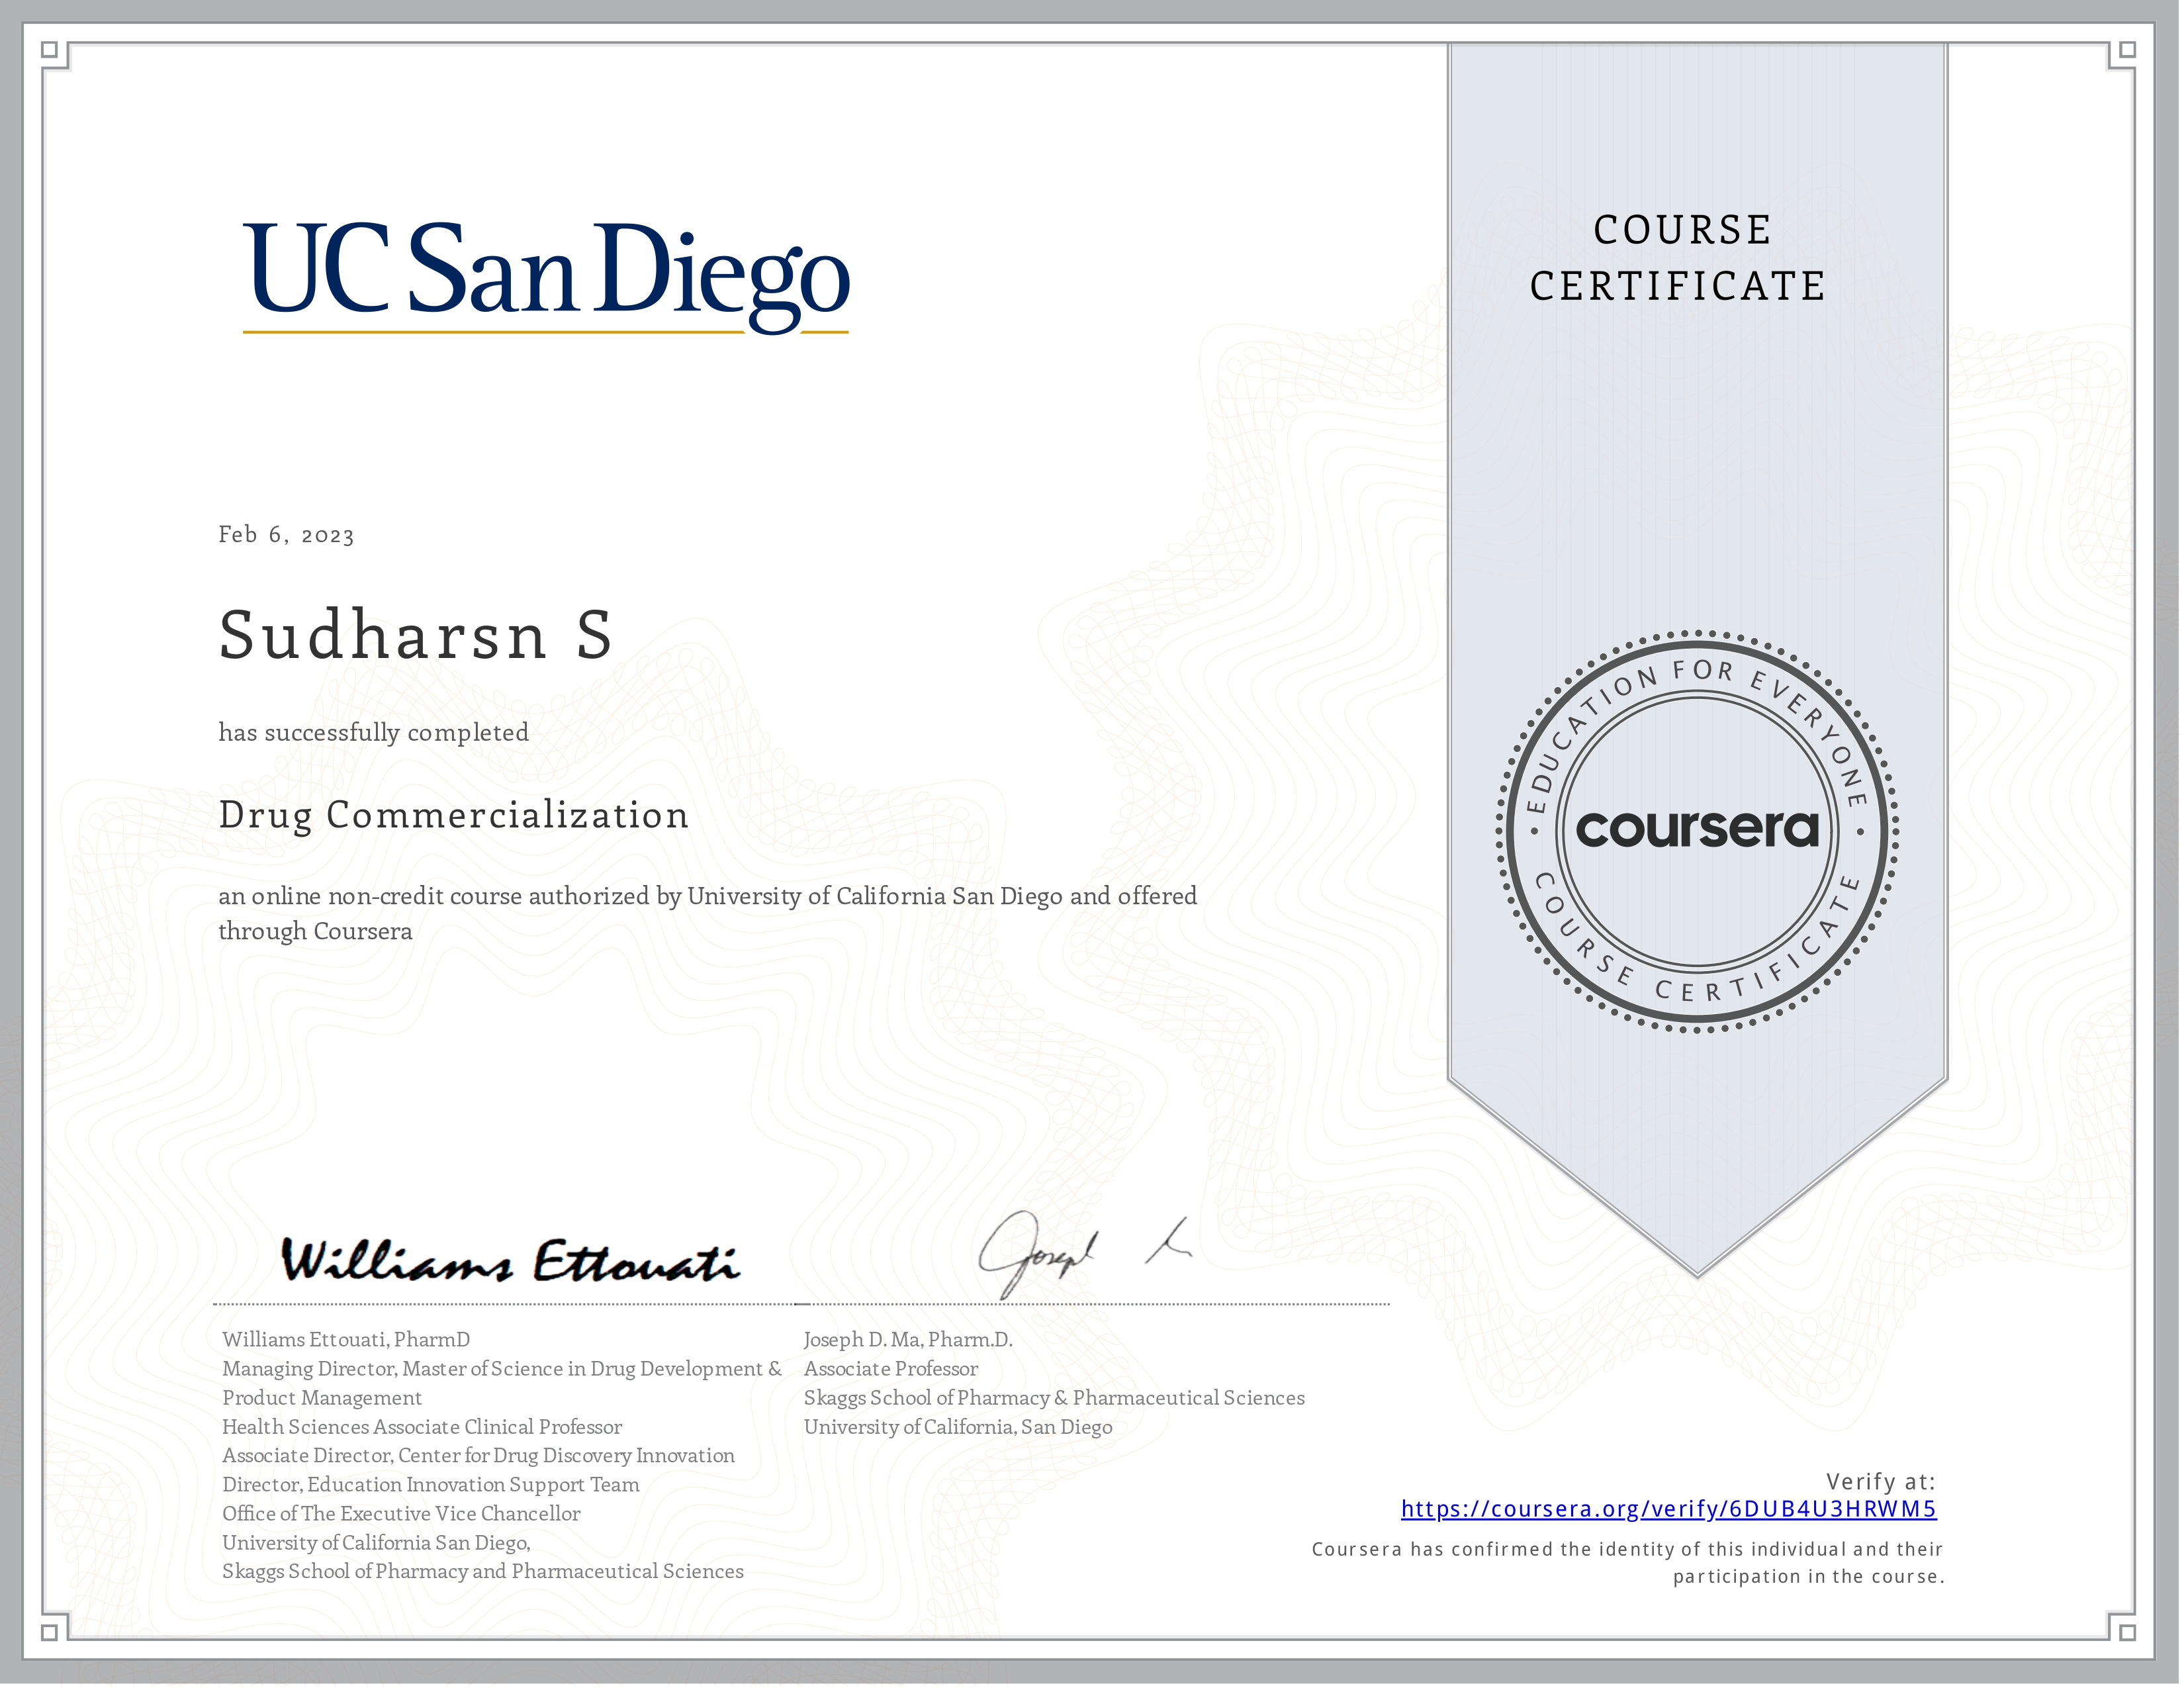 UC San Diego
COURSE
CERTIFICATE
Feb 6, 2023
Sudharsn S
has successfully completed
Drug Commercialization
an online non-credit course authorized by University of California San Diego and offered
through Coursera
EDUCATION FOR EVERYONE
coursera
COURSE CERTIFICATE
Williams Ettouati
Joseph
Williams Ettouati, PharmD
Managing Director, Master of Science in Drug Development &
Product Management
Health Sciences Associate Clinical Professor
Associate Director, Center for Drug Discovery Innovation
Director, Education Innovation Support Team
Office of The Executive Vice Chancellor
University of California San Diego,
Skaggs School of Pharmacy and Pharmaceutical Sciences
Joseph D. Ma, Pharm.D.
Associate Professor
Skaggs School of Pharmacy & Pharmaceutical Sciences
University of California, San Diego
Verify at:
https://coursera.org/verify/6DUB4U3HRWM5
Coursera has confirmed the identity of this individual and their
participation in the course.